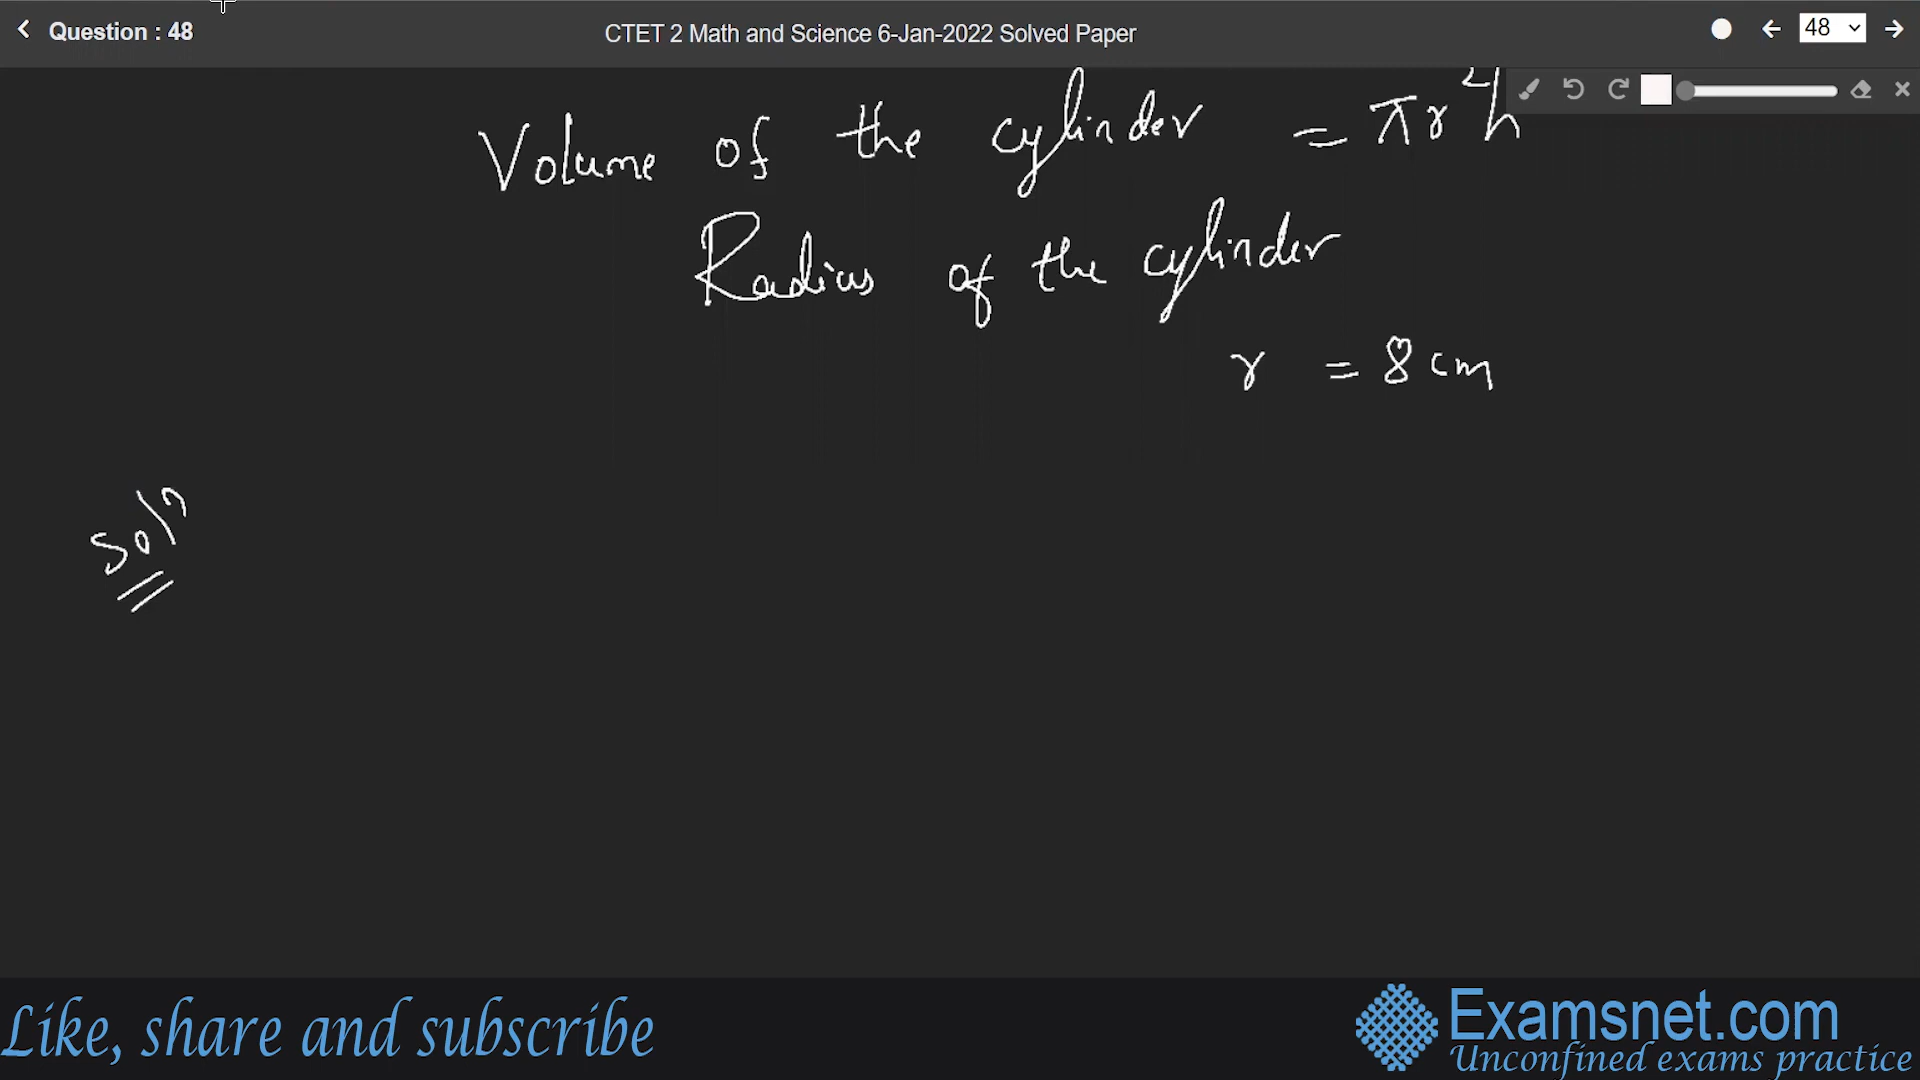 Question : 48
CTET 2 Math and Science 6-Jan-2022 Solved Paper
48
Volume of the cylinder = πr²h
Radius of the cylinder
r = 8 cm
Soln
Like, share and subscribe
Examsnet.com
Unconfined exams practice